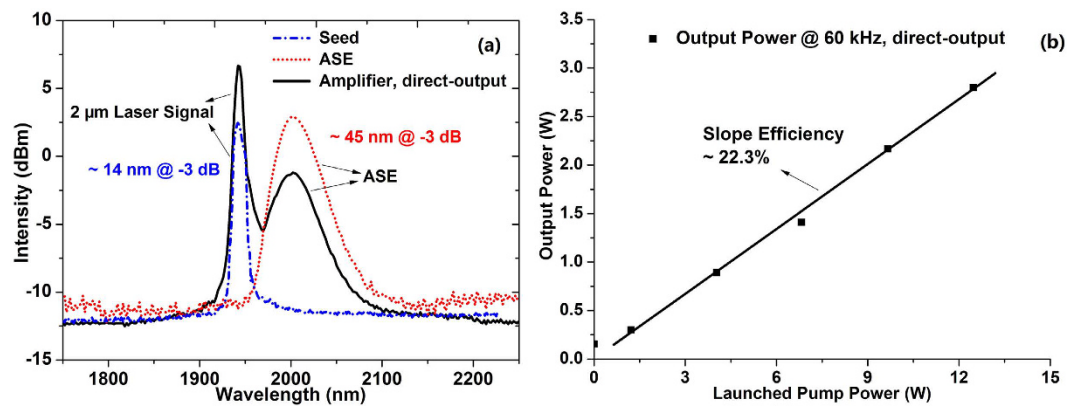 10
5
0
-5
-10
-15
Intensity (dBm)
Seed
ASE
Amplifier, direct-output
(a)
2 μm Laser Signal
~ 45 nm @ -3 dB
~ 14 nm @ -3 dB
ASE
1800
1900
2000
2100
2200
Wavelength (nm)
Output Power @ 60 kHz, direct-output
(b)
3.5
3.0
2.5
2.0
1.5
1.0
0.5
0.0
Output Power (W)
Slope Efficiency
~ 22.3%
0
3
6
9
12
15
Launched Pump Power (W)